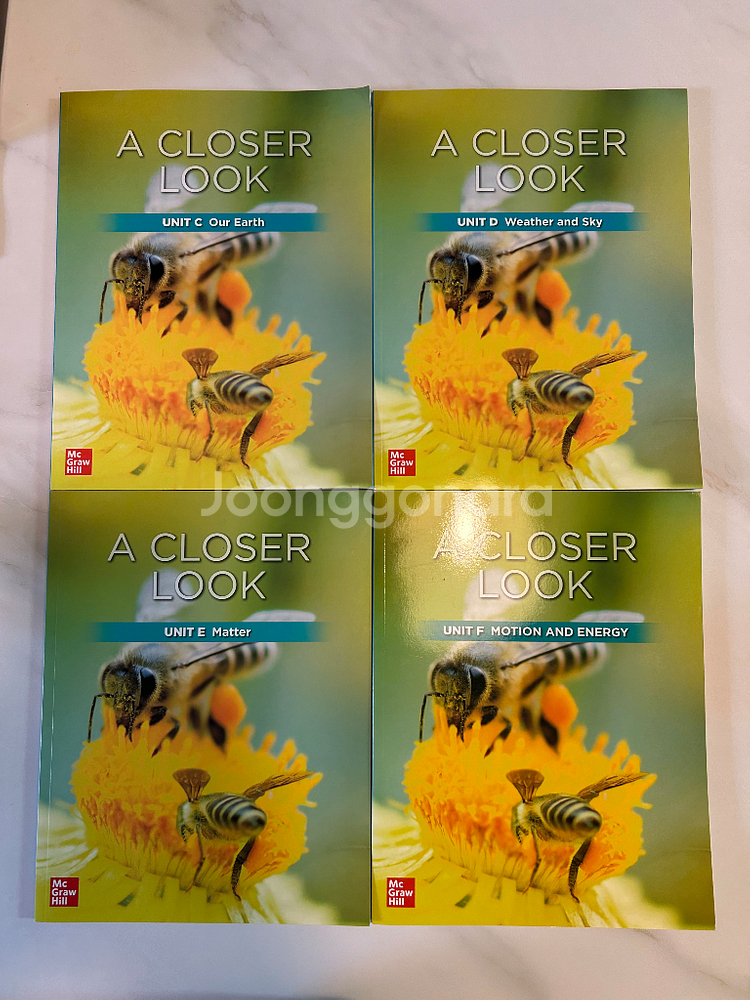 A CLOSER
LOOK
UNIT C Our Earth
Mc
Graw
Hill
A CLOSER
LOOK
UNIT D Weather and Sky
Mc
Graw
Hill
Joonggonara
A CLOSER
LOOK
UNIT E Matter
Mc
Graw
Hill
A CLOSER
LOOK
UNIT F MOTION AND ENERGY
Mc
Graw
Hill